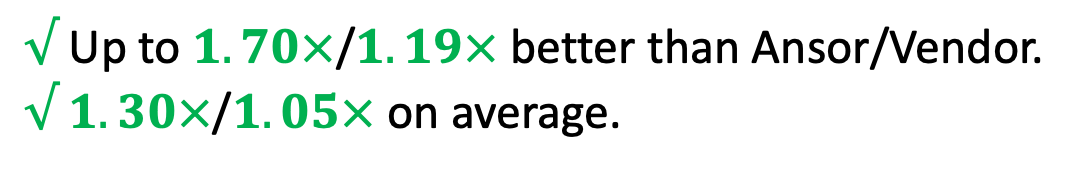 √ Up to 1.70×/1.19× better than Ansor/Vendor.
√ 1.30×/1.05× on average.